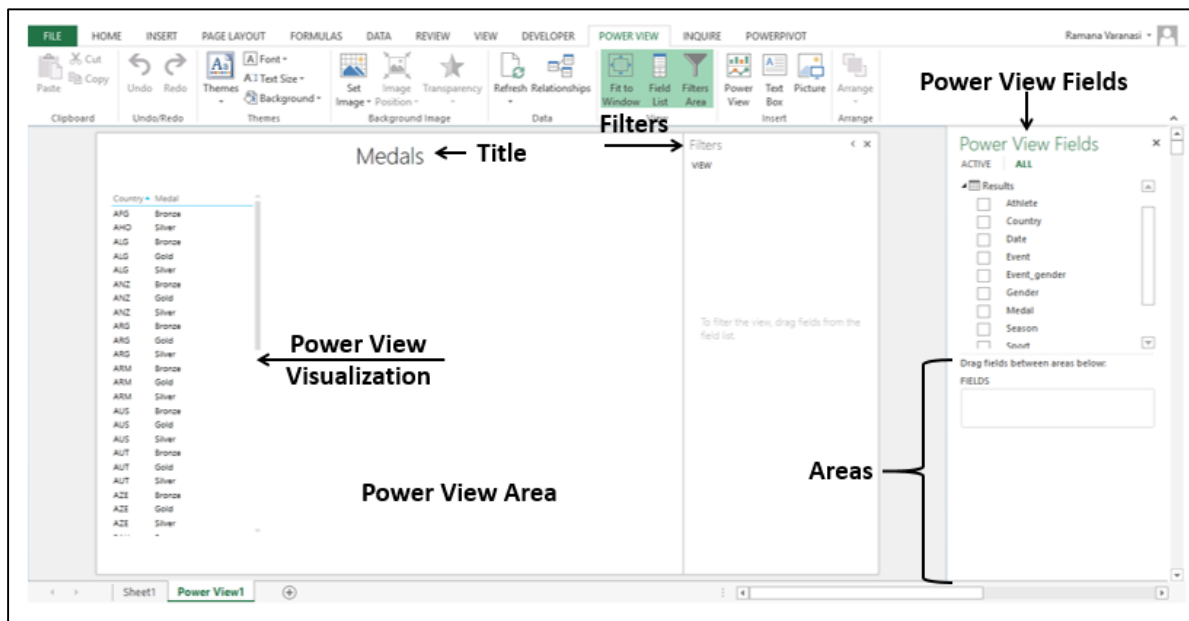 FILE HOME INSERT PAGE LAYOUT FORMULAS DATA REVIEW VIEW DEVELOPER POWER VIEW INQUIRE POWERPIVOT Ramana Varanasi
Paste
Cut
Copy
Clipboard
Undo Redo
Undo/Redo
Themes
Font
Text Size
Background
Themes
Set Image
Image Position
Transparency
Background Image
Refresh Relationships
Data
Fit to Window
Field List
Filters Area
View
Power View
Text Box
Picture
Insert
Arrange
Arrange
Power View Fields
Filters
Medals
Title
Country Medal
AFG Bronze
AHO Silver
ALG Bronze
ALG Gold
ALG Silver
ANZ Bronze
ANZ Gold
ANZ Silver
ARG Bronze
ARG Gold
ARG Silver
ARM Bronze
ARM Gold
ARM Silver
AUS Bronze
AUS Gold
AUS Silver
AUT Bronze
AUT Gold
AUT Silver
AZE Bronze
AZE Gold
AZE Silver
Power View
Visualization
Power View Area
Filters
VIEW
To filter the view, drag fields from the
field list.
Power View Fields
ACTIVE ALL
Results
Athlete
Country
Date
Event
Event_gender
Gender
Medal
Season
Sport
Drag fields between areas below:
FIELDS
Areas
Sheet1 Power View1